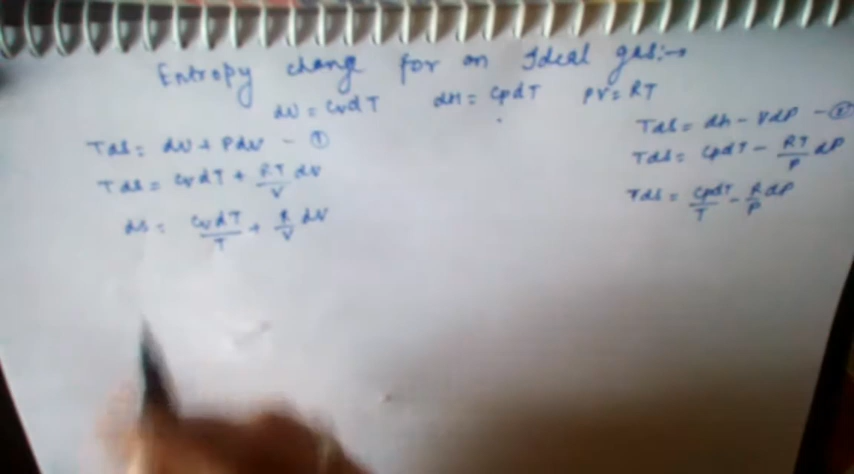 Entropy change for an Ideal gas:→
dU = CvdT dH = CpdT PV = RT
Tds = dU + Pdv - ①
Tds = CvdT + RT/V dv
ds = CvdT/T + R/V dv
Tds = dh - VdP - ②
Tds = CpdT - RT/P dP
Tds = CpdT/T - R/P dP